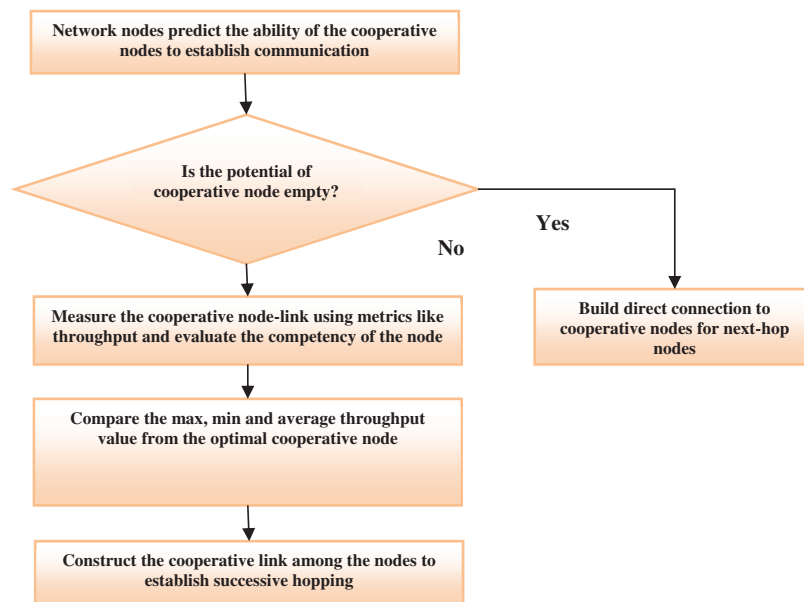 Network nodes predict the ability of the cooperative
nodes to establish communication
Is the potential of
cooperative node empty?
Yes
No
Measure the cooperative node-link using metrics like
throughput and evaluate the competency of the node
Build direct connection to
cooperative nodes for next-hop
nodes
Compare the max, min and average throughput
value from the optimal cooperative node
Construct the cooperative link among the nodes to
establish successive hopping